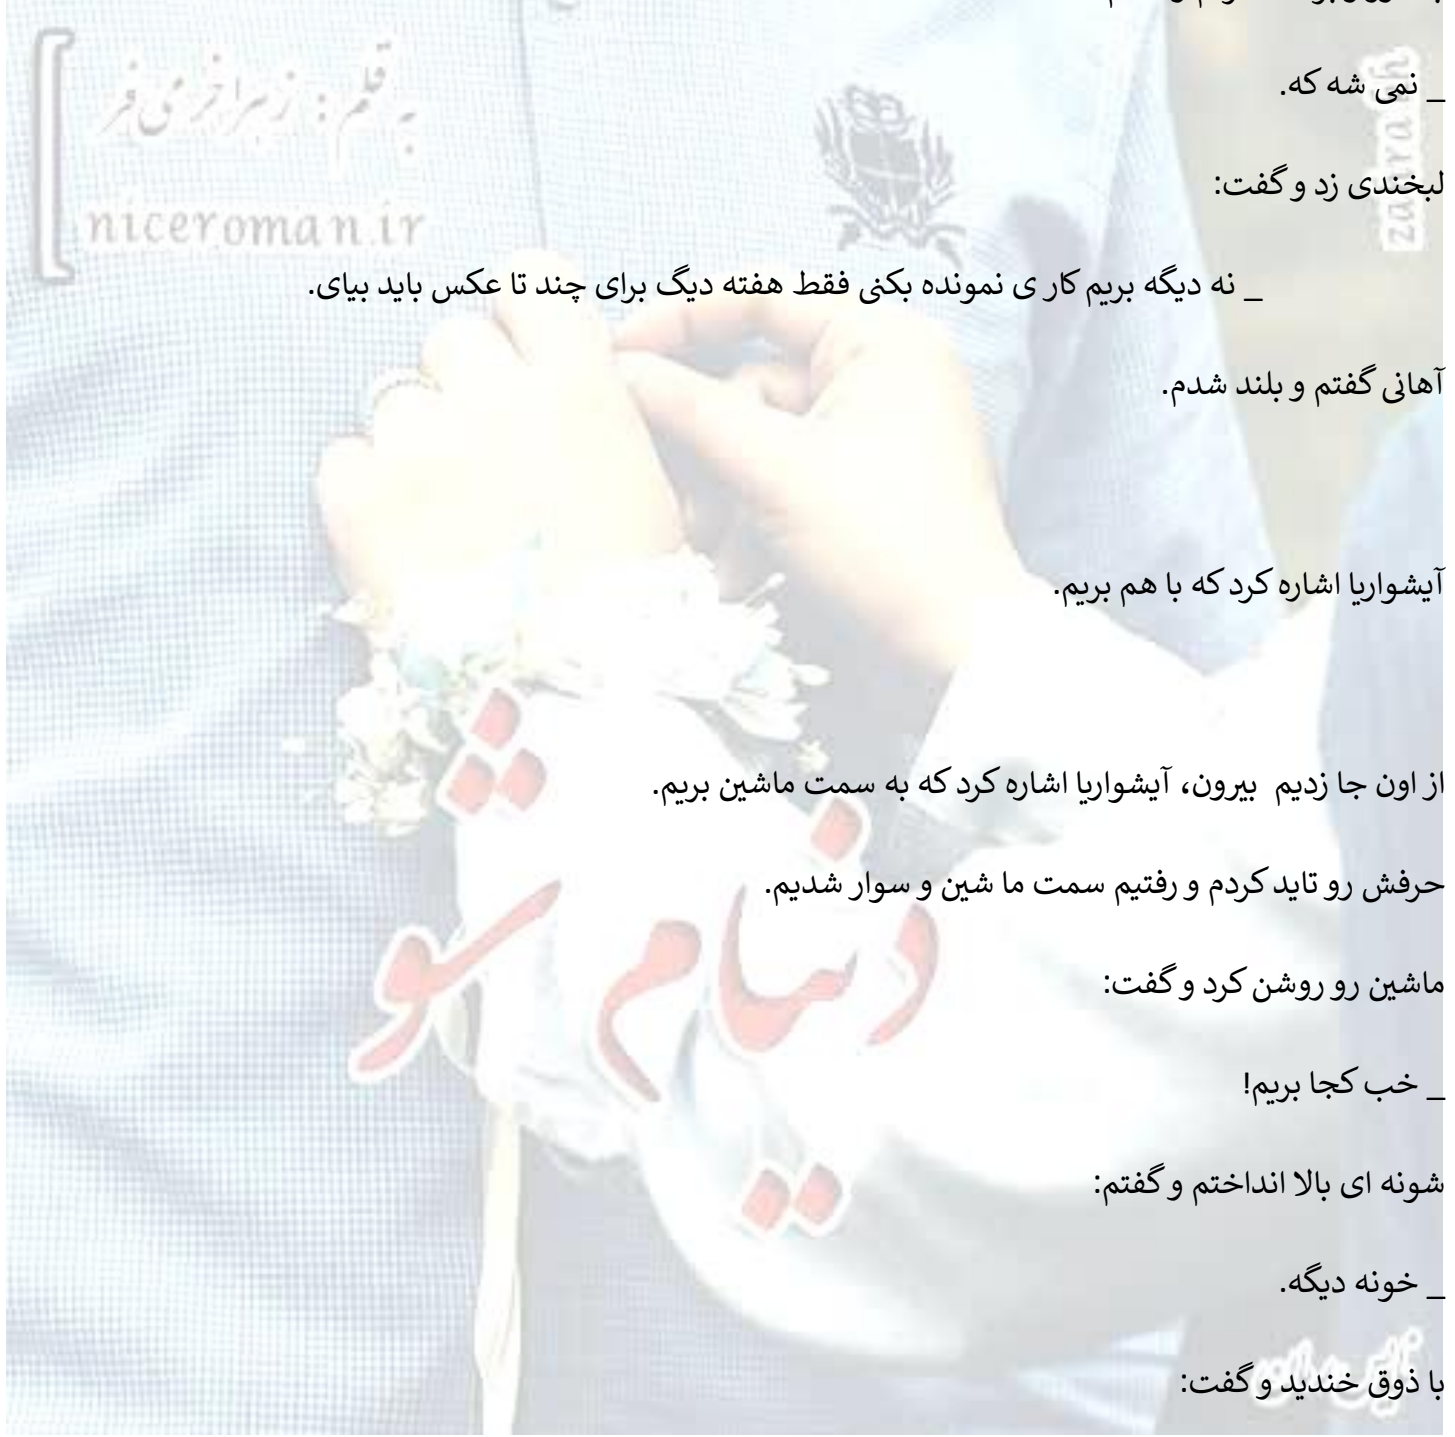 _ نمی شه که.
لبخندی زد و گفت:
_ نه دیگه بریم کار ی نمونده بکنی فقط هفته دیگ برای چند تا عکس باید بیای.
آهانی گفتم و بلند شدم.
آیشواریا اشاره کرد که با هم بریم.
از اون جا زدیم بیرون، آیشواریا اشاره کرد که به سمت ماشین بریم.
حرفش رو تاید کردم و رفتیم سمت ما شین و سوار شدیم.
ماشین رو روشن کرد و گفت:
_ خب کجا بریم!
شونه ای بالا انداختم و گفتم:
_ خونه دیگه.
با ذوق خندید و گفت:
به قلم:
niceroman.ir
دنیام شو